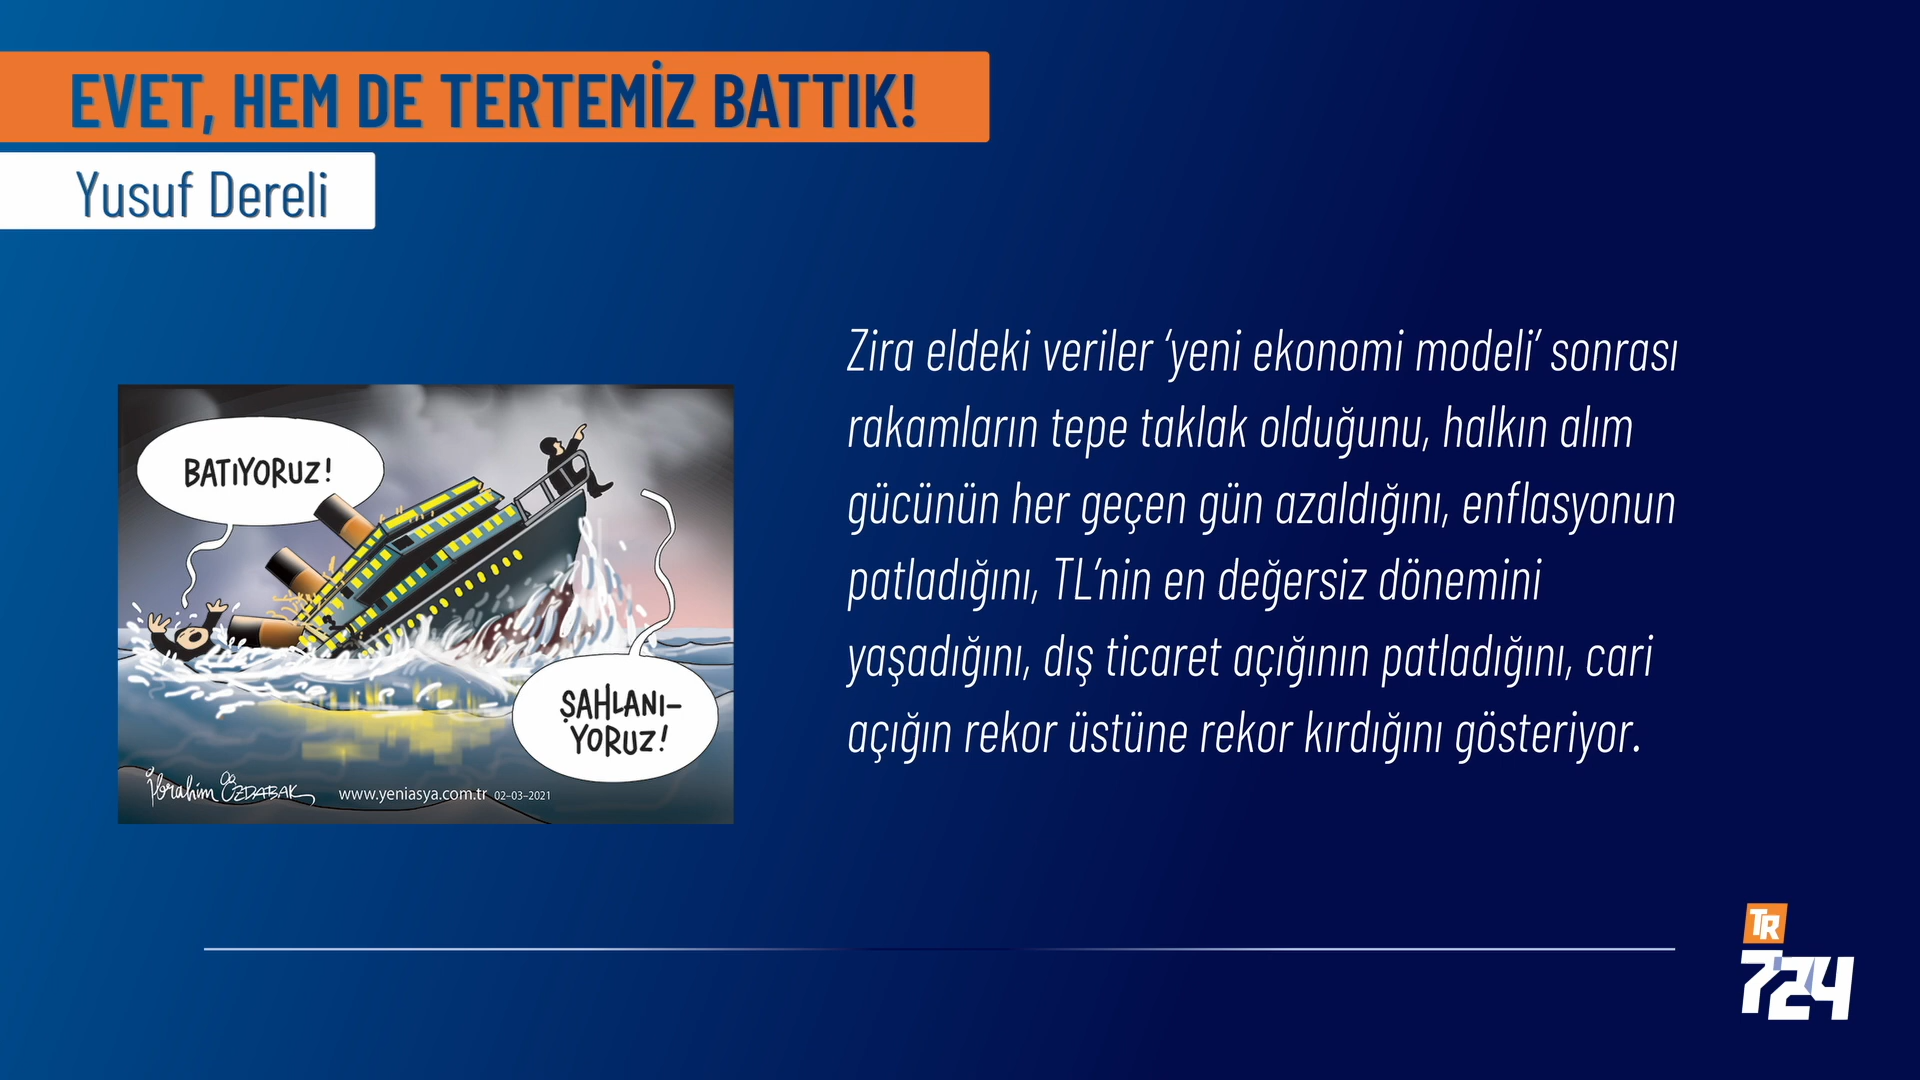 EVET, HEM DE TERTEMİZ BATTIK!
Yusuf Dereli
BATIYORUZ!
ŞAHLANI-
YORUZ!
İbrahim ÖZDABAK www.yeniasya.com.tr 02-03-2021
Zira eldeki veriler ‘yeni ekonomi modeli’ sonrası
rakamların tepe taklak olduğunu, halkın alım
gücünün her geçen gün azaldığını, enflasyonun
patladığını, TL’nin en değersiz dönemini
yaşadığını, dış ticaret açığının patladığını, cari
açığın rekor üstüne rekor kırdığını gösteriyor.
TR
724